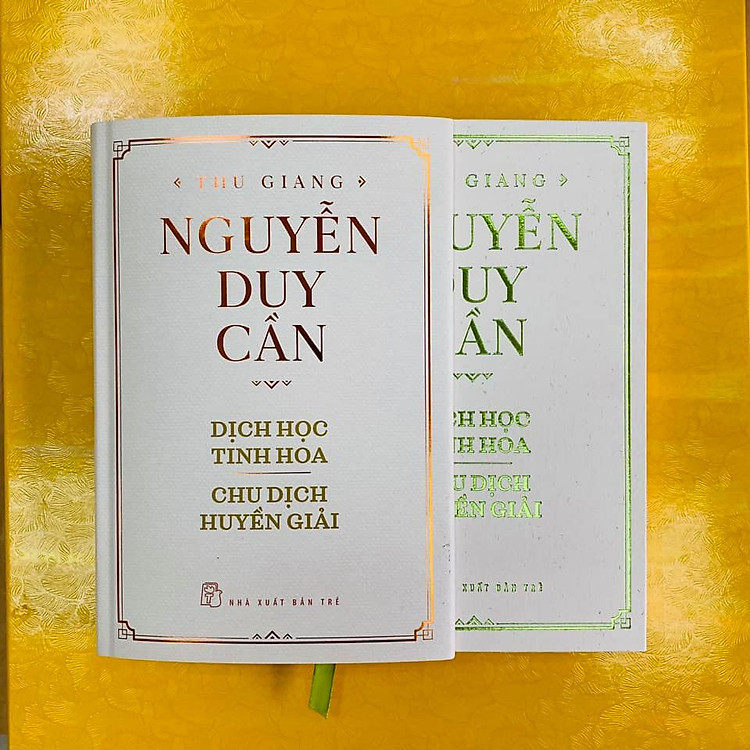 THU GIANG
NGUYỄN
DUY
CẦN
DỊCH HỌC
TINH HOA
CHU DỊCH
HUYỀN GIẢI
NHÀ XUẤT BẢN TRẺ
GIANG
UYỄN
UY
ẦN
CH HỌC
NH HOA
U DỊCH
ỀN GIẢI
XUẤT BẢN TRẺ